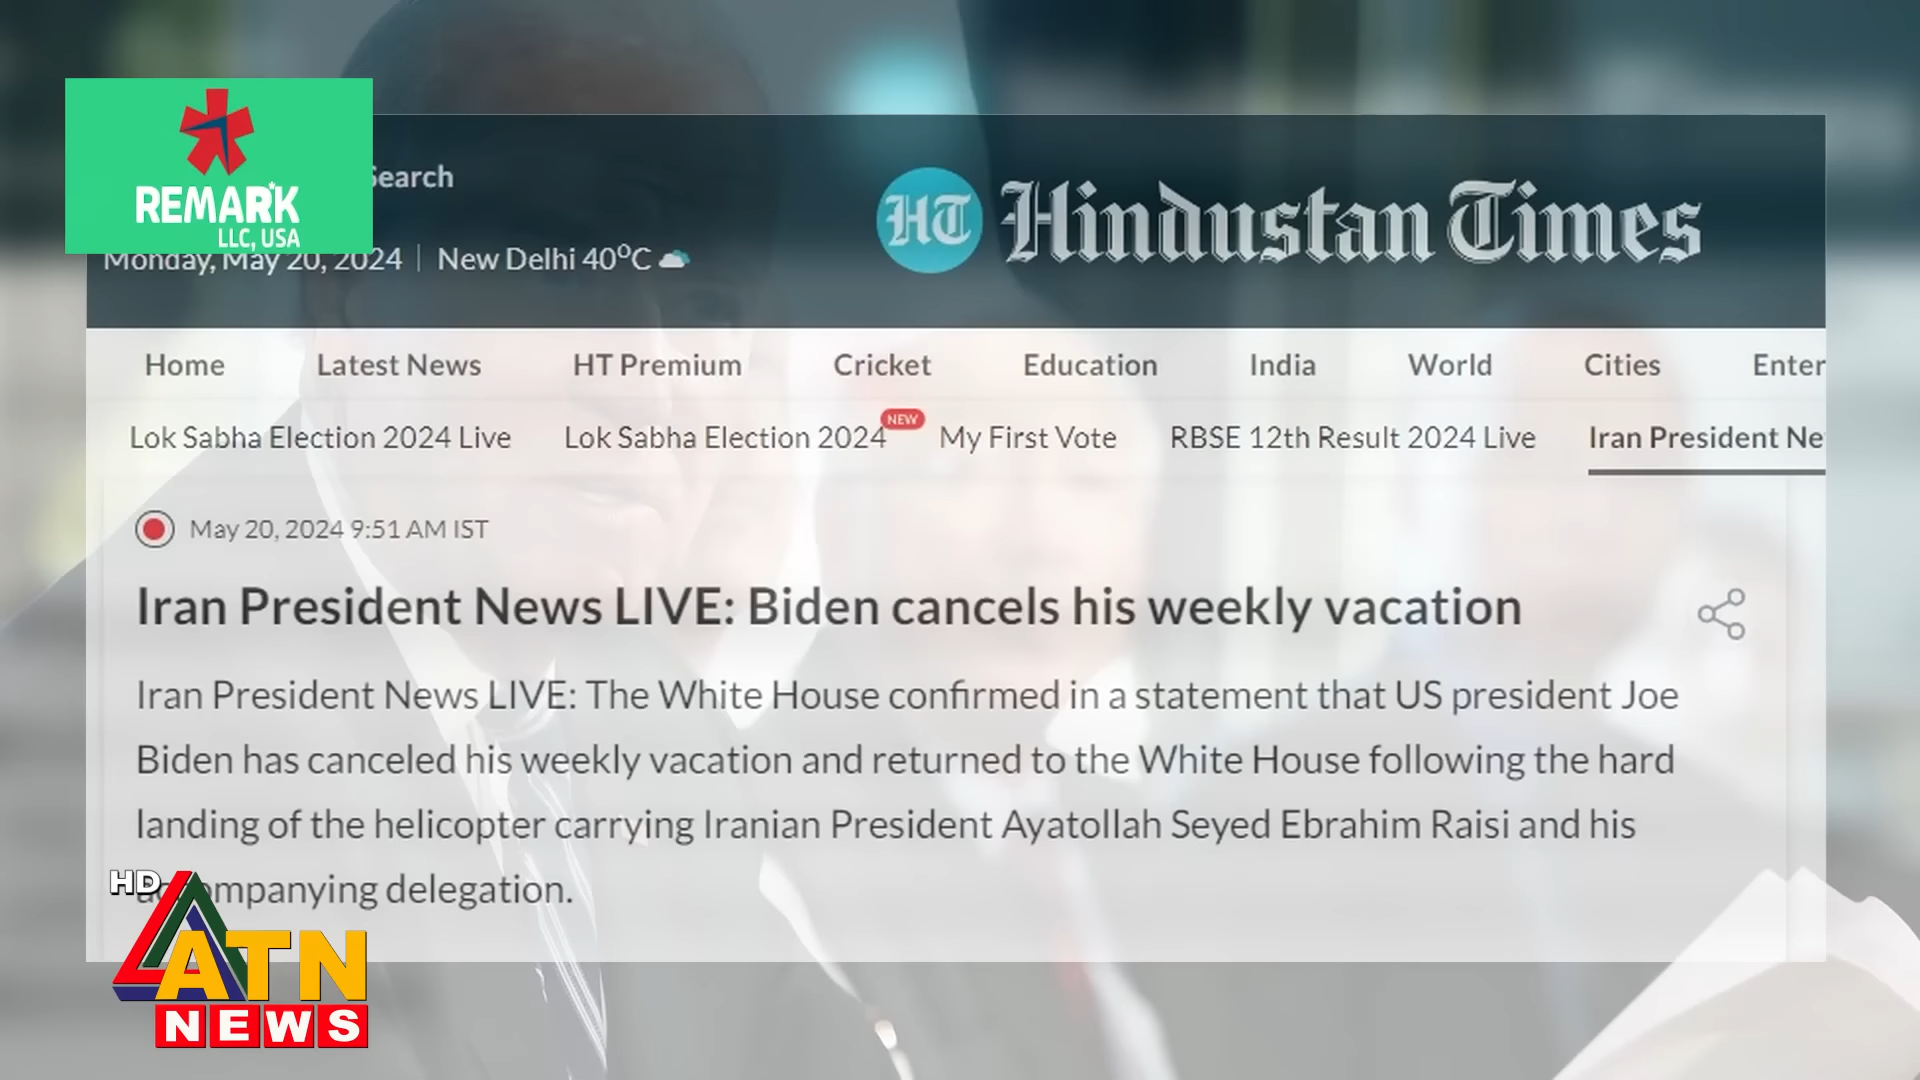 REMARK
LLC, USA
Search
Monday, May 20, 2024 | New Delhi 40°C
HT Hindustan Times
Home Latest News HT Premium Cricket Education India World Cities Enter
Lok Sabha Election 2024 Live Lok Sabha Election 2024 NEW My First Vote RBSE 12th Result 2024 Live Iran President Ne
May 20, 2024 9:51 AM IST
Iran President News LIVE: Biden cancels his weekly vacation
Iran President News LIVE: The White House confirmed in a statement that US president Joe
Biden has canceled his weekly vacation and returned to the White House following the hard
landing of the helicopter carrying Iranian President Ayatollah Seyed Ebrahim Raisi and his
accompanying delegation.
HD
ATN
NEWS